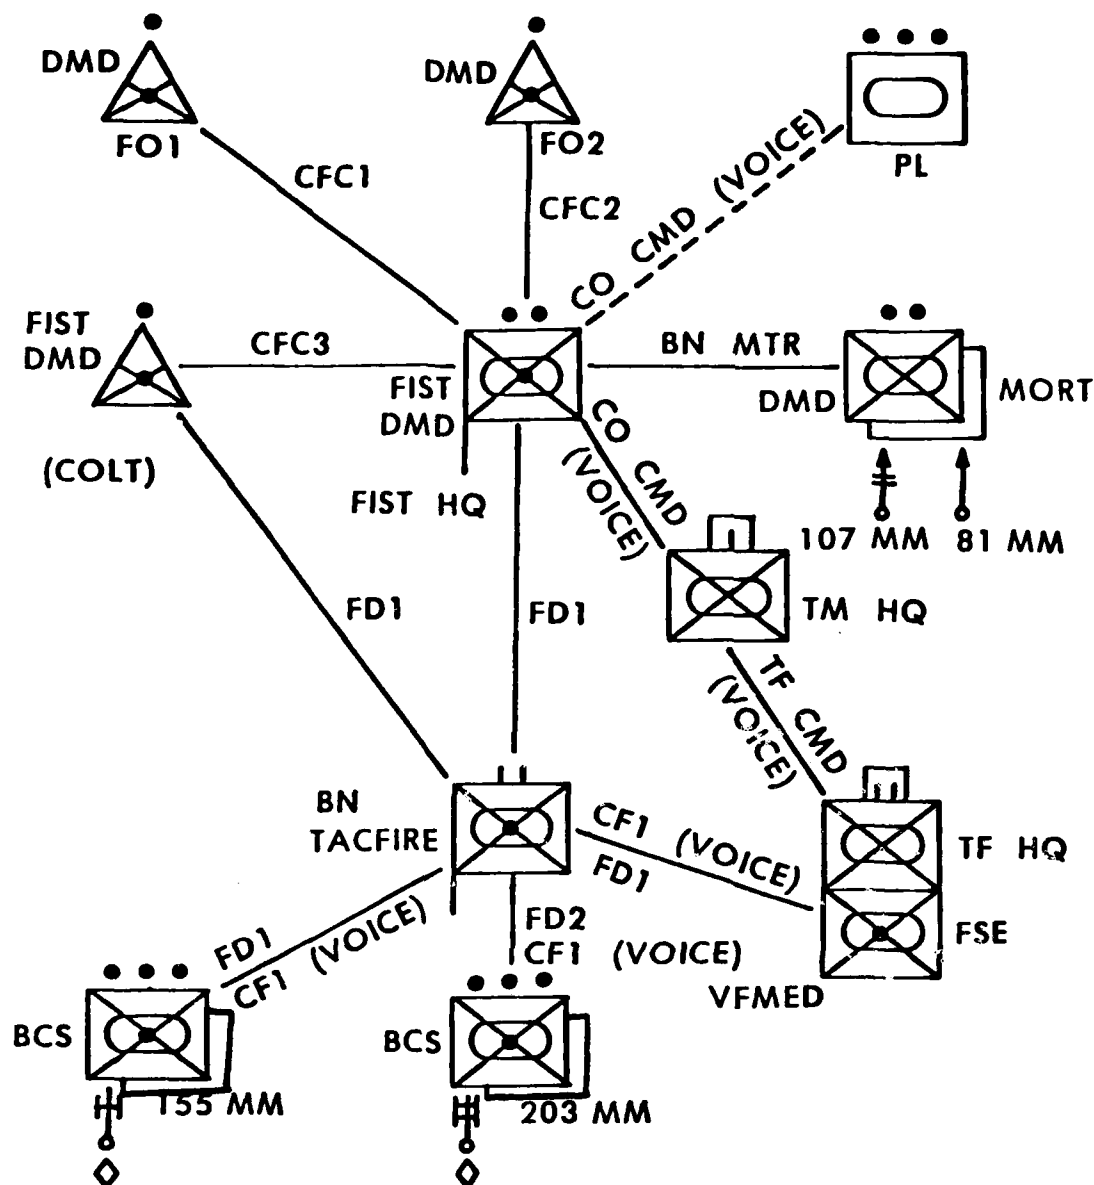 DMD
FO1
DMD
FO2
PL
CFC1
CFC2
CO CMD (VOICE)
FIST
DMD
CFC3
FIST
DMD
FIST HQ
BN MTR
DMD
MORT
107 MM
81 MM
(COLT)
CO CMD
(VOICE)
TM HQ
FD1
FD1
TF CMD
(VOICE)
BN
TACFIRE
CF1 (VOICE)
FD1
TF HQ
FSE
VFMED
FD1
CF1 (VOICE)
FD2
CF1 (VOICE)
BCS
155 MM
BCS
203 MM